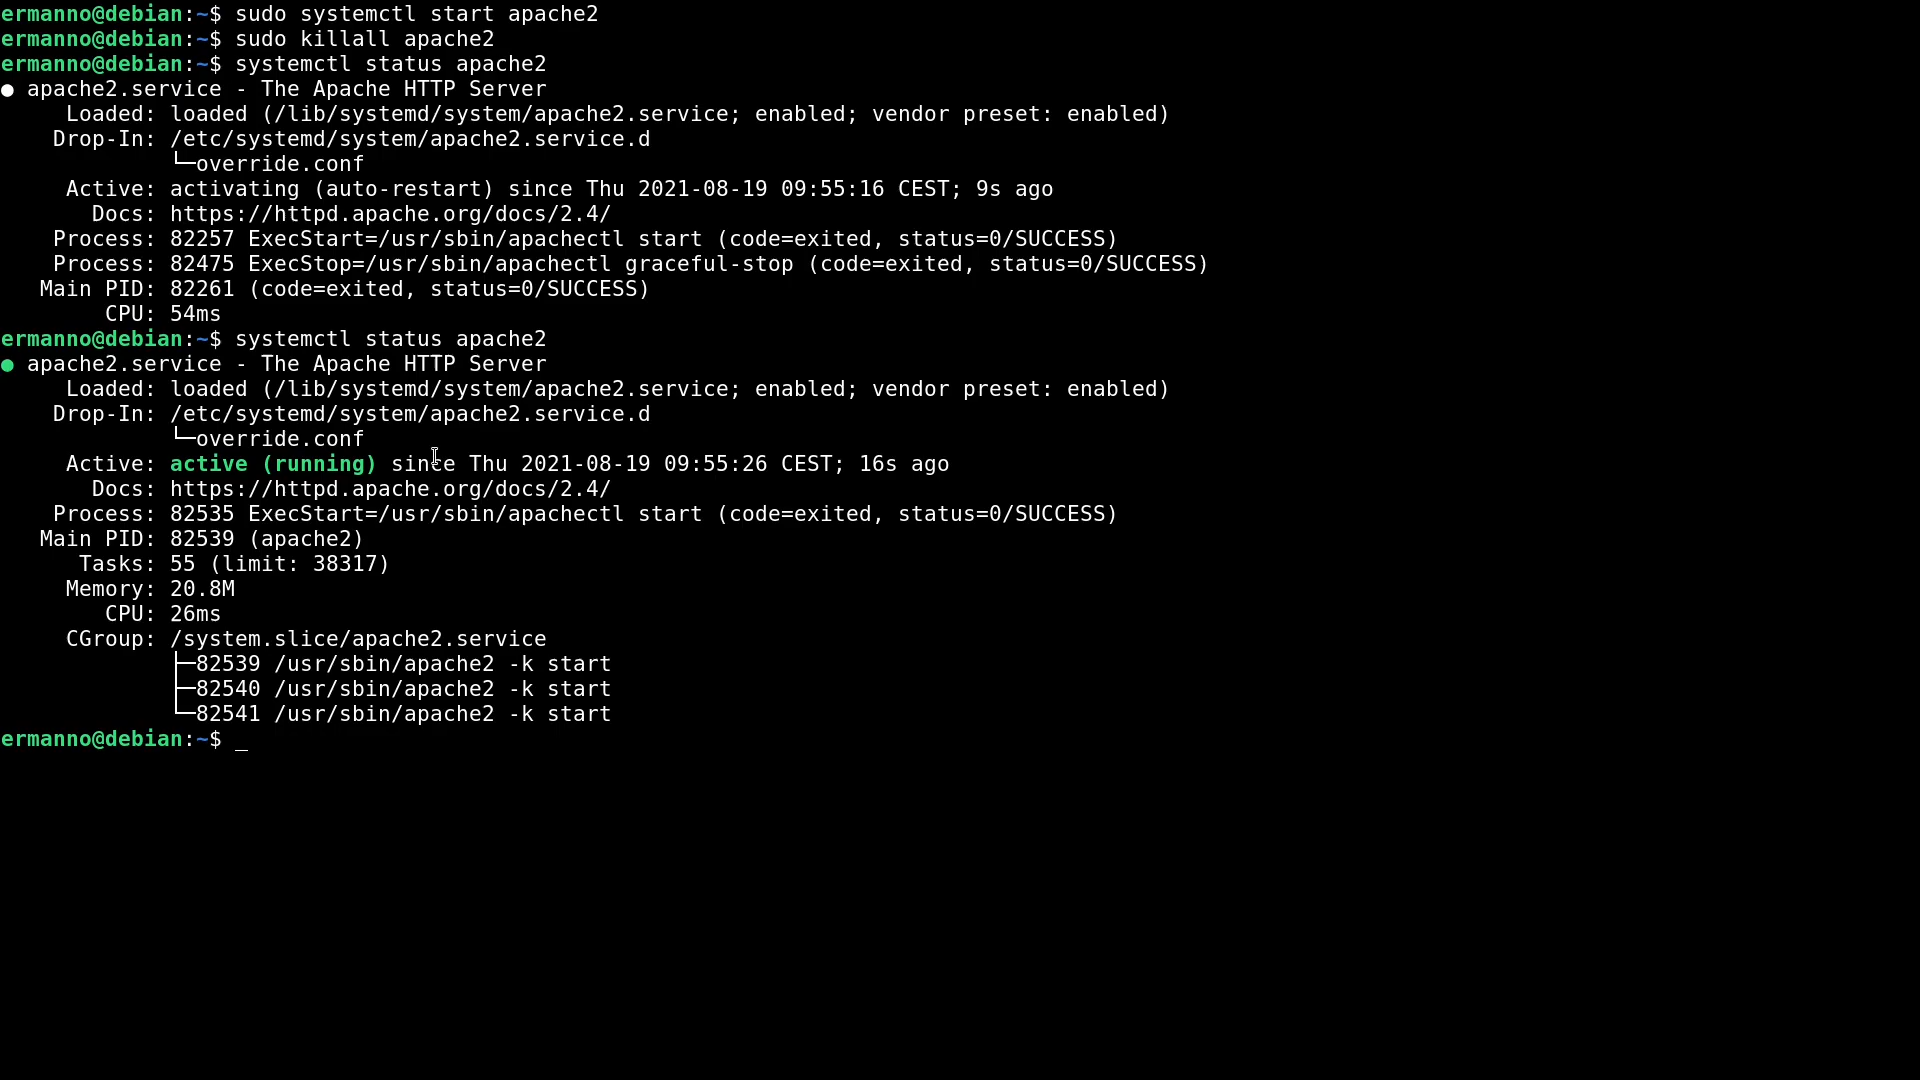 ermanno@debian:~$ sudo systemctl start apache2
ermanno@debian:~$ sudo killall apache2
ermanno@debian:~$ systemctl status apache2
● apache2.service - The Apache HTTP Server
     Loaded: loaded (/lib/systemd/system/apache2.service; enabled; vendor preset: enabled)
    Drop-In: /etc/systemd/system/apache2.service.d
             └─override.conf
     Active: activating (auto-restart) since Thu 2021-08-19 09:55:16 CEST; 9s ago
       Docs: https://httpd.apache.org/docs/2.4/
    Process: 82257 ExecStart=/usr/sbin/apachectl start (code=exited, status=0/SUCCESS)
    Process: 82475 ExecStop=/usr/sbin/apachectl graceful-stop (code=exited, status=0/SUCCESS)
   Main PID: 82261 (code=exited, status=0/SUCCESS)
        CPU: 54ms
ermanno@debian:~$ systemctl status apache2
● apache2.service - The Apache HTTP Server
     Loaded: loaded (/lib/systemd/system/apache2.service; enabled; vendor preset: enabled)
    Drop-In: /etc/systemd/system/apache2.service.d
             └─override.conf
     Active: active (running) since Thu 2021-08-19 09:55:26 CEST; 16s ago
       Docs: https://httpd.apache.org/docs/2.4/
    Process: 82535 ExecStart=/usr/sbin/apachectl start (code=exited, status=0/SUCCESS)
   Main PID: 82539 (apache2)
      Tasks: 55 (limit: 38317)
     Memory: 20.8M
        CPU: 26ms
     CGroup: /system.slice/apache2.service
             ├─82539 /usr/sbin/apache2 -k start
             ├─82540 /usr/sbin/apache2 -k start
             └─82541 /usr/sbin/apache2 -k start
ermanno@debian:~$ _